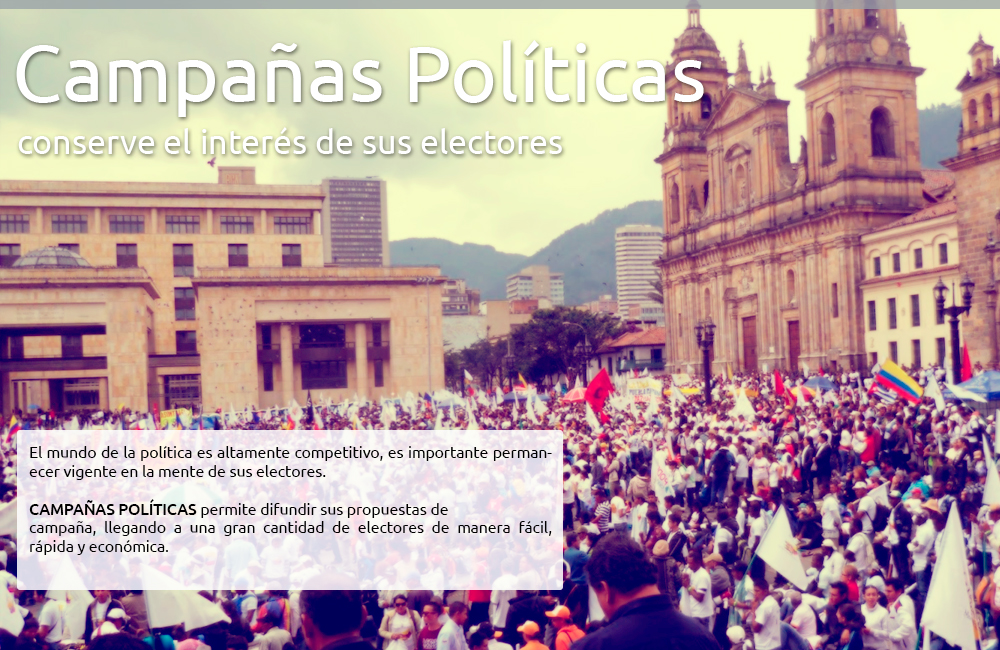 Campañas Políticas
conserve el interés de sus electores
El mundo de la política es altamente competitivo, es importante perman-
ecer vigente en la mente de sus electores.
CAMPAÑAS POLÍTICAS permite difundir sus propuestas de
campaña, llegando a una gran cantidad de electores de manera fácil,
rápida y económica.